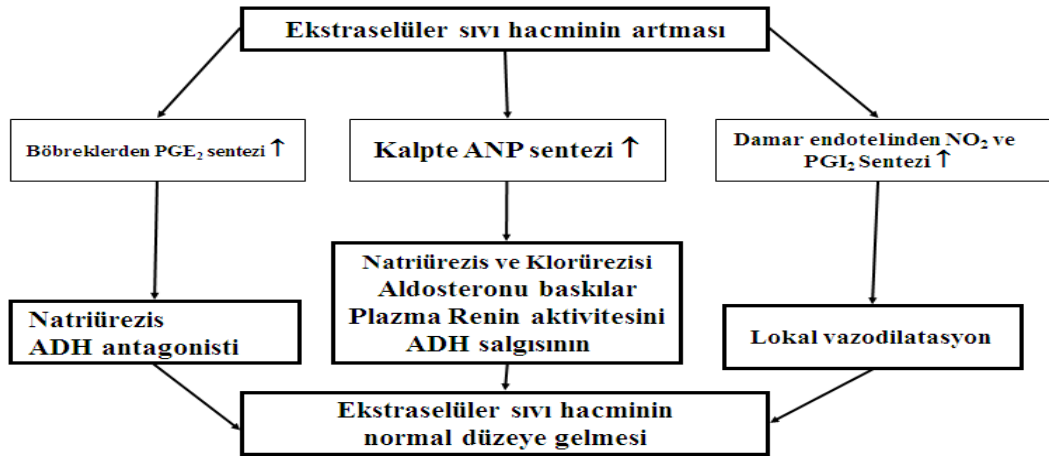 Ekstraselüler sıvı hacminin artması
Böbreklerden PGE₂ sentezi ↑
Kalpte ANP sentezi ↑
Damar endotelinden NO₂ ve
PGI₂ Sentezi ↑
Natriürezis
ADH antagonisti
Natriürezis ve Klorürezisi
Aldosteronu baskılar
Plazma Renin aktivitesini
ADH salgısının
Lokal vazodilatasyon
Ekstraselüler sıvı hacminin
normal düzeye gelmesi